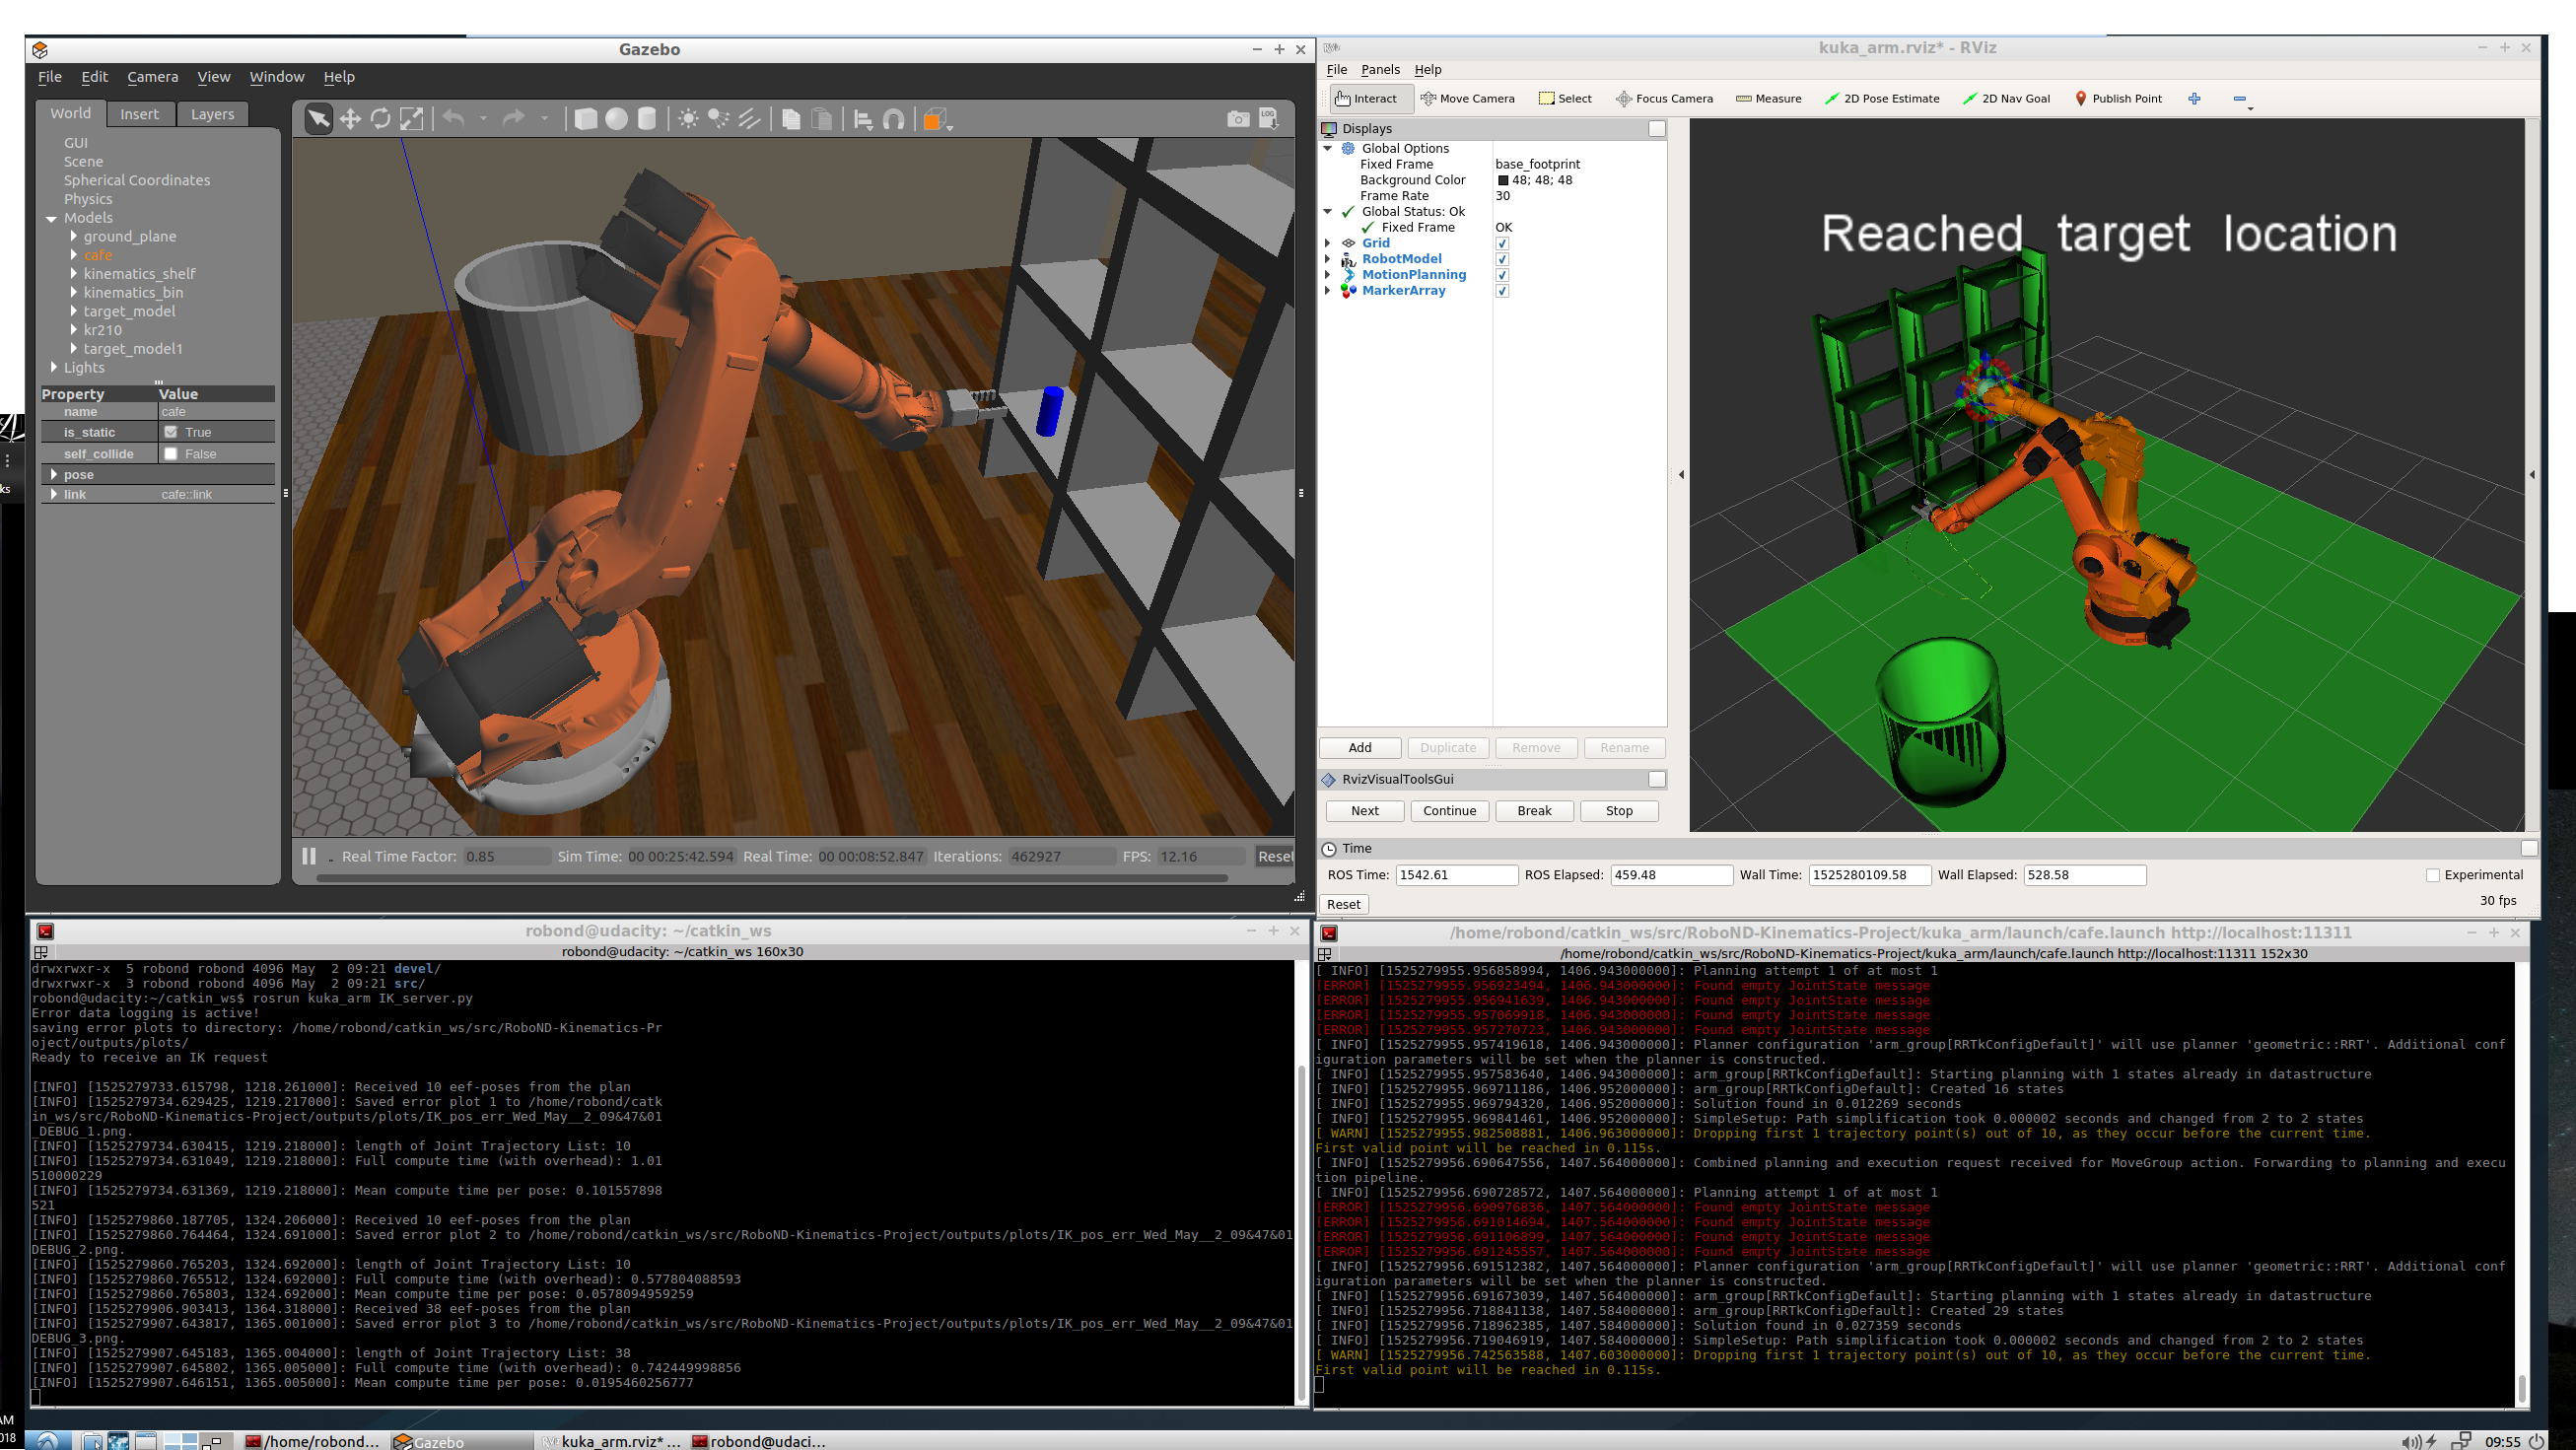 Gazebo
File Edit Camera View Window Help
World Insert Layers
GUI
Scene
Spherical Coordinates
Physics
Models
ground_plane
cafe
kinematics_shelf
kinematics_bin
target_model
kr210
target_model1
Lights
Property Value
name cafe
is_static True
self_collide False
pose
link cafe::link
LOG
Real Time Factor: 0.85 Sim Time: 00 00:25:42.594 Real Time: 00 00:08:52.847 Iterations: 462927 FPS: 12.16 Reset
kuka_arm.rviz* - RViz
File Panels Help
Interact Move Camera Select Focus Camera Measure 2D Pose Estimate 2D Nav Goal Publish Point
Displays
Global Options
Fixed Frame base_footprint
Background Color 48; 48; 48
Frame Rate 30
Global Status: Ok
Fixed Frame OK
Grid
RobotModel
MotionPlanning
MarkerArray
Add Duplicate Remove Rename
RvizVisualToolsGui
Next Continue Break Stop
Reached target location
Time
ROS Time: 1542.61 ROS Elapsed: 459.48 Wall Time: 1525280109.58 Wall Elapsed: 528.58 Experimental
Reset 30 fps
robond@udacity: ~/catkin_ws
robond@udacity: ~/catkin_ws 160x30
drwxrwxr-x 5 robond robond 4096 May 2 09:21 devel/
drwxrwxr-x 3 robond robond 4096 May 2 09:21 src/
robond@udacity:~/catkin_ws$ rosrun kuka_arm IK_server.py
Error data logging is active!
saving error plots to directory: /home/robond/catkin_ws/src/RoboND-Kinematics-Pr
oject/outputs/plots/
Ready to receive an IK request
[INFO] [1525279733.615798, 1218.261000]: Received 10 eef-poses from the plan
[INFO] [1525279734.629425, 1219.217000]: Saved error plot 1 to /home/robond/catk
in_ws/src/RoboND-Kinematics-Project/outputs/plots/IK_pos_err_Wed_May__2_09&47&01
_DEBUG_1.png.
[INFO] [1525279734.630415, 1219.218000]: length of Joint Trajectory List: 10
[INFO] [1525279734.631049, 1219.218000]: Full compute time (with overhead): 1.01
510000229
[INFO] [1525279734.631369, 1219.218000]: Mean compute time per pose: 0.101557898
521
[INFO] [1525279860.187705, 1324.206000]: Received 10 eef-poses from the plan
[INFO] [1525279860.764464, 1324.691000]: Saved error plot 2 to /home/robond/catkin_ws/src/RoboND-Kinematics-Project/outputs/plots/IK_pos_err_Wed_May__2_09&47&01
DEBUG_2.png.
[INFO] [1525279860.765203, 1324.692000]: length of Joint Trajectory List: 10
[INFO] [1525279860.765512, 1324.692000]: Full compute time (with overhead): 0.577804088593
[INFO] [1525279860.765803, 1324.692000]: Mean compute time per pose: 0.0578094959259
[INFO] [1525279906.903413, 1364.318000]: Received 38 eef-poses from the plan
[INFO] [1525279907.643817, 1365.001000]: Saved error plot 3 to /home/robond/catkin_ws/src/RoboND-Kinematics-Project/outputs/plots/IK_pos_err_Wed_May__2_09&47&01
DEBUG_3.png.
[INFO] [1525279907.645183, 1365.004000]: length of Joint Trajectory List: 38
[INFO] [1525279907.645802, 1365.005000]: Full compute time (with overhead): 0.742449998856
[INFO] [1525279907.646151, 1365.005000]: Mean compute time per pose: 0.0195460256777
/home/robond/catkin_ws/src/RoboND-Kinematics-Project/kuka_arm/launch/cafe.launch http://localhost:11311
/home/robond/catkin_ws/src/RoboND-Kinematics-Project/kuka_arm/launch/cafe.launch http://localhost:11311 152x30
[ INFO] [1525279955.956858994, 1406.943000000]: Planning attempt 1 of at most 1
[ERROR] [1525279955.956923494, 1406.943000000]: Found empty JointState message
[ERROR] [1525279955.956941639, 1406.943000000]: Found empty JointState message
[ERROR] [1525279955.957069918, 1406.943000000]: Found empty JointState message
[ERROR] [1525279955.957270723, 1406.943000000]: Found empty JointState message
[ INFO] [1525279955.957419618, 1406.943000000]: Planner configuration 'arm_group[RRTkConfigDefault]' will use planner 'geometric::RRT'. Additional conf
iguration parameters will be set when the planner is constructed.
[ INFO] [1525279955.957583640, 1406.943000000]: arm_group[RRTkConfigDefault]: Starting planning with 1 states already in datastructure
[ INFO] [1525279955.969711186, 1406.952000000]: arm_group[RRTkConfigDefault]: Created 16 states
[ INFO] [1525279955.969794320, 1406.952000000]: Solution found in 0.012269 seconds
[ INFO] [1525279955.969841461, 1406.952000000]: SimpleSetup: Path simplification took 0.000002 seconds and changed from 2 to 2 states
[ WARN] [1525279955.982508881, 1406.963000000]: Dropping first 1 trajectory point(s) out of 10, as they occur before the current time.
First valid point will be reached in 0.115s.
[ INFO] [1525279956.690647556, 1407.564000000]: Combined planning and execution request received for MoveGroup action. Forwarding to planning and execu
tion pipeline.
[ INFO] [1525279956.690728572, 1407.564000000]: Planning attempt 1 of at most 1
[ERROR] [1525279956.690976836, 1407.564000000]: Found empty JointState message
[ERROR] [1525279956.691014694, 1407.564000000]: Found empty JointState message
[ERROR] [1525279956.691106899, 1407.564000000]: Found empty JointState message
[ERROR] [1525279956.691245557, 1407.564000000]: Found empty JointState message
[ INFO] [1525279956.691512382, 1407.564000000]: Planner configuration 'arm_group[RRTkConfigDefault]' will use planner 'geometric::RRT'. Additional conf
iguration parameters will be set when the planner is constructed.
[ INFO] [1525279956.691673039, 1407.564000000]: arm_group[RRTkConfigDefault]: Starting planning with 1 states already in datastructure
[ INFO] [1525279956.718841138, 1407.584000000]: arm_group[RRTkConfigDefault]: Created 29 states
[ INFO] [1525279956.718962385, 1407.584000000]: Solution found in 0.027359 seconds
[ INFO] [1525279956.719046919, 1407.584000000]: SimpleSetup: Path simplification took 0.000002 seconds and changed from 2 to 2 states
[ WARN] [1525279956.742563588, 1407.603000000]: Dropping first 1 trajectory point(s) out of 10, as they occur before the current time.
First valid point will be reached in 0.115s.
/home/robond... Gazebo kuka_arm.rviz* ... robond@udaci... 09:55